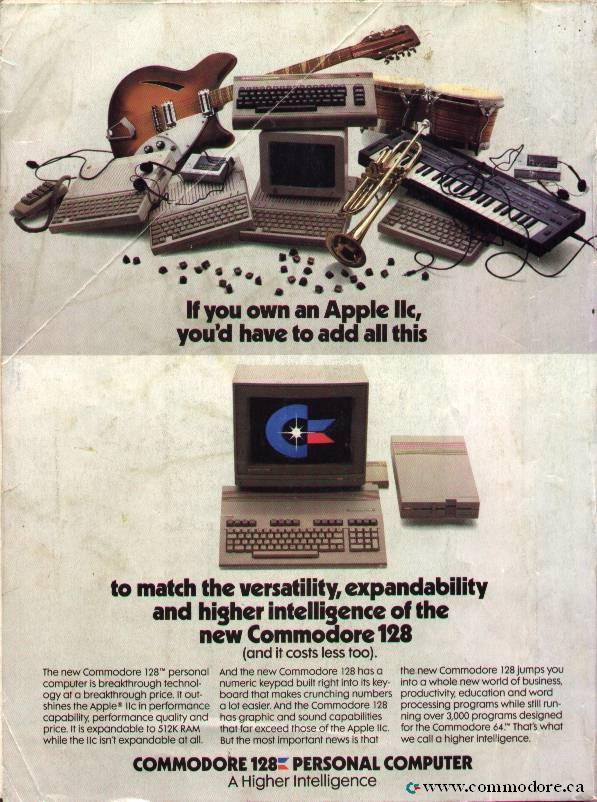 If you own an Apple IIc,
you'd have to add all this
to match the versatility, expandability
and higher intelligence of the
new Commodore 128
(and it costs less too).
The new Commodore 128™ personal
computer is breakthrough technol-
ogy at a breakthrough price. It out-
shines the Apple® IIc in performance
capability, performance quality and
price. It is expandable to 512K RAM
while the IIc isn't expandable at all.
And the new Commodore 128 has a
numeric keypad built right into its key-
board that makes crunching numbers
a lot easier. And the Commodore 128
has graphic and sound capabilities
that far exceed those of the Apple IIc.
But the most important news is that
the new Commodore 128 jumps you
into a whole new world of business,
productivity, education and word
processing programs while still run-
ning over 3,000 programs designed
for the Commodore 64.™ That's what
we call a higher intelligence.
COMMODORE 128 PERSONAL COMPUTER
A Higher Intelligence
www.commodore.ca